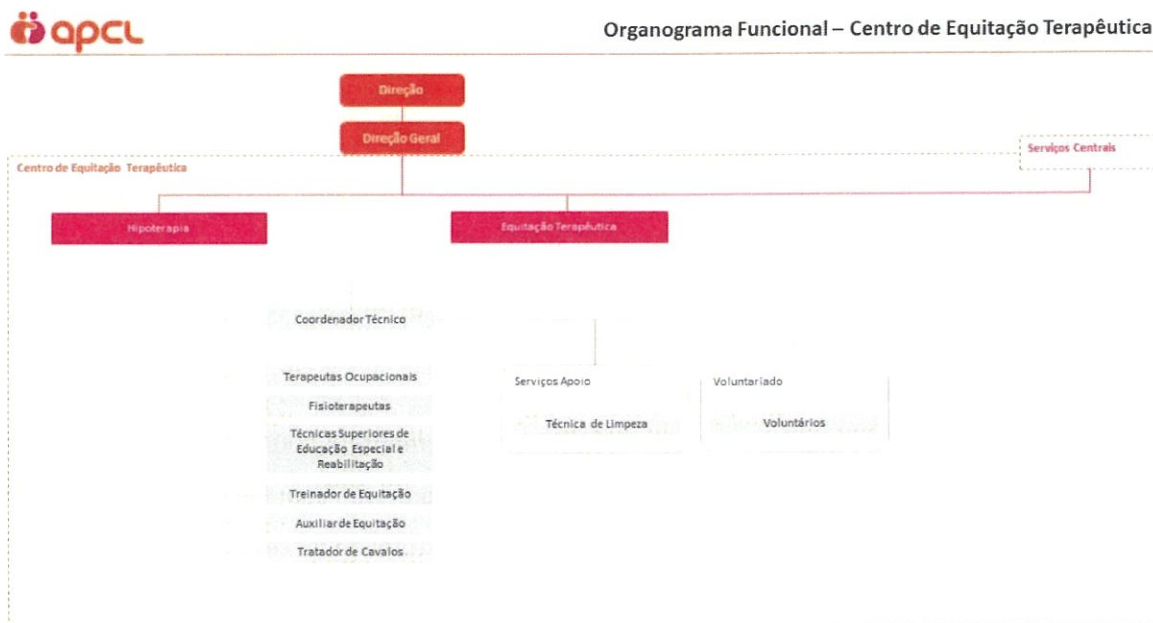 apcl
Organograma Funcional – Centro de Equitação Terapêutica
Direção
Direção Geral
Serviços Centrais
Centro de Equitação Terapêutica
Hipoterapia
Equitação Terapêutica
Coordenador Técnico
Terapeutas Ocupacionais
Fisioterapeutas
Técnicas Superiores de
Educação Especial e
Reabilitação
Treinador de Equitação
Auxiliar de Equitação
Tratador de Cavalos
Serviços Apoio
Técnica de Limpeza
Voluntariado
Voluntários